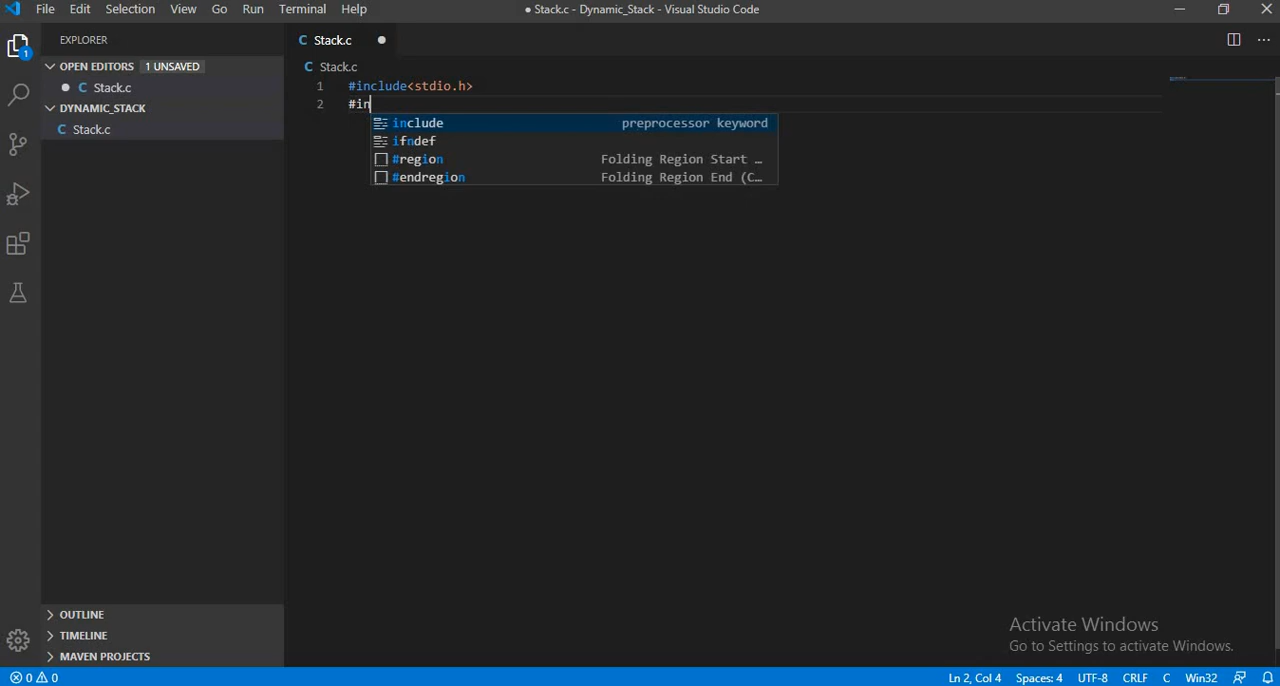 File Edit Selection View Go Run Terminal Help
● Stack.c - Dynamic_Stack - Visual Studio Code
EXPLORER
C Stack.c ●
OPEN EDITORS 1 UNSAVED
C Stack.c
● C Stack.c
1 #include<stdio.h>
DYNAMIC_STACK
2 #in
C Stack.c
include preprocessor keyword
ifndef
#region Folding Region Start …
#endregion Folding Region End (C…
1
OUTLINE
TIMELINE
MAVEN PROJECTS
Activate Windows
Go to Settings to activate Windows.
0 0 Ln 2, Col 4 Spaces: 4 UTF-8 CRLF C Win32